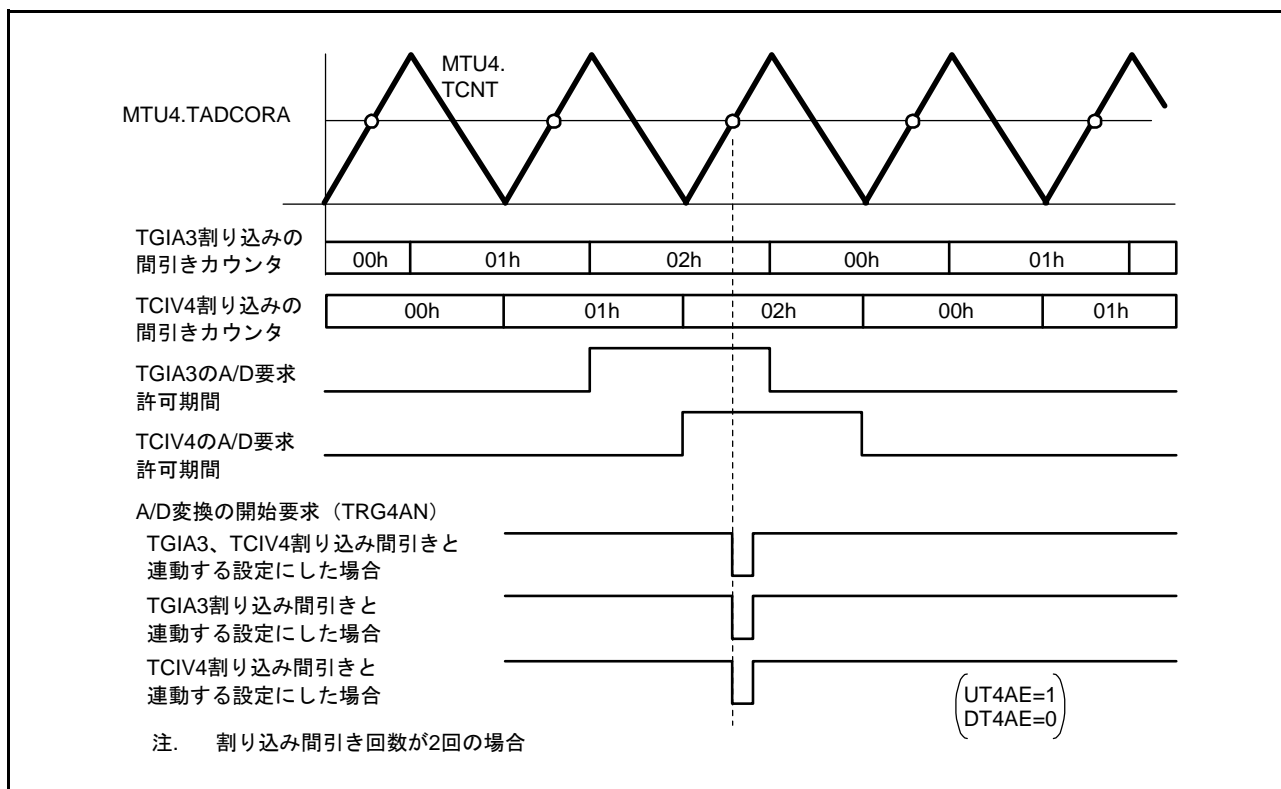 MTU4.
TCNT
MTU4.TADCORA
TGIA3割り込みの
間引きカウンタ
00h 01h 02h 00h 01h
TCIV4割り込みの
間引きカウンタ
00h 01h 02h 00h 01h
TGIA3のA/D要求
許可期間
TCIV4のA/D要求
許可期間
A/D変換の開始要求（TRG4AN）
TGIA3、TCIV4割り込み間引きと
連動する設定にした場合
TGIA3割り込み間引きと
連動する設定にした場合
TCIV4割り込み間引きと
連動する設定にした場合
UT4AE=1
DT4AE=0
注. 割り込み間引き回数が2回の場合